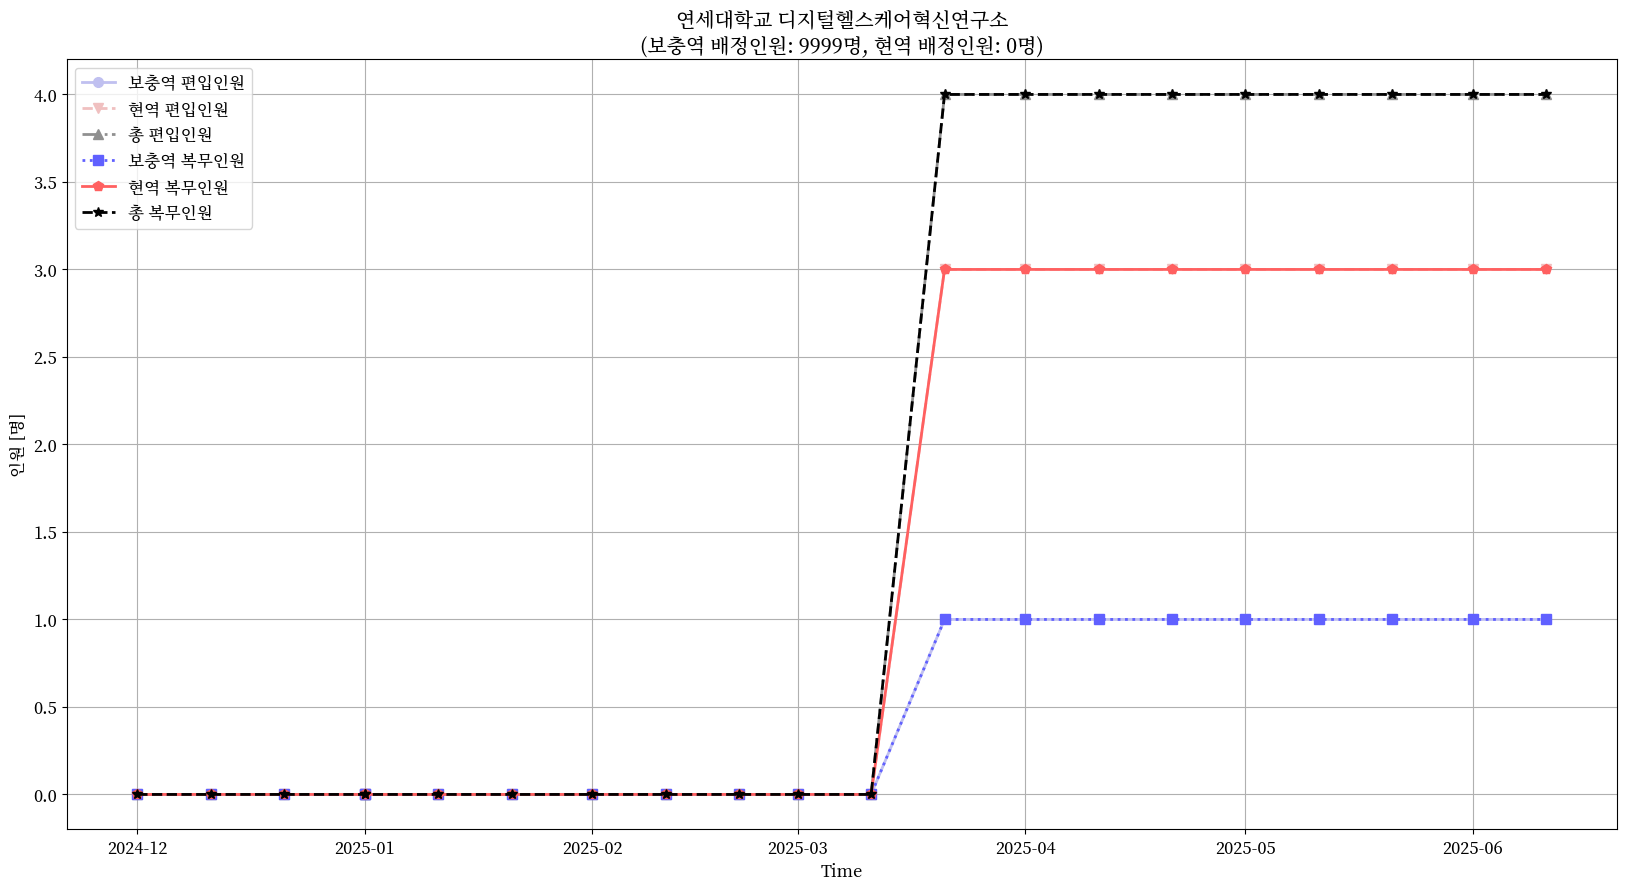 연세대학교 디지털헬스케어혁신연구소
(보충역 배정인원: 9999명, 현역 배정인원: 0명)
보충역 편입인원
현역 편입인원
총 편입인원
보충역 복무인원
현역 복무인원
총 복무인원
4.0
3.5
3.0
2.5
2.0
1.5
1.0
0.5
0.0
인원 [명]
2024-12
2025-01
2025-02
2025-03
2025-04
2025-05
2025-06
Time